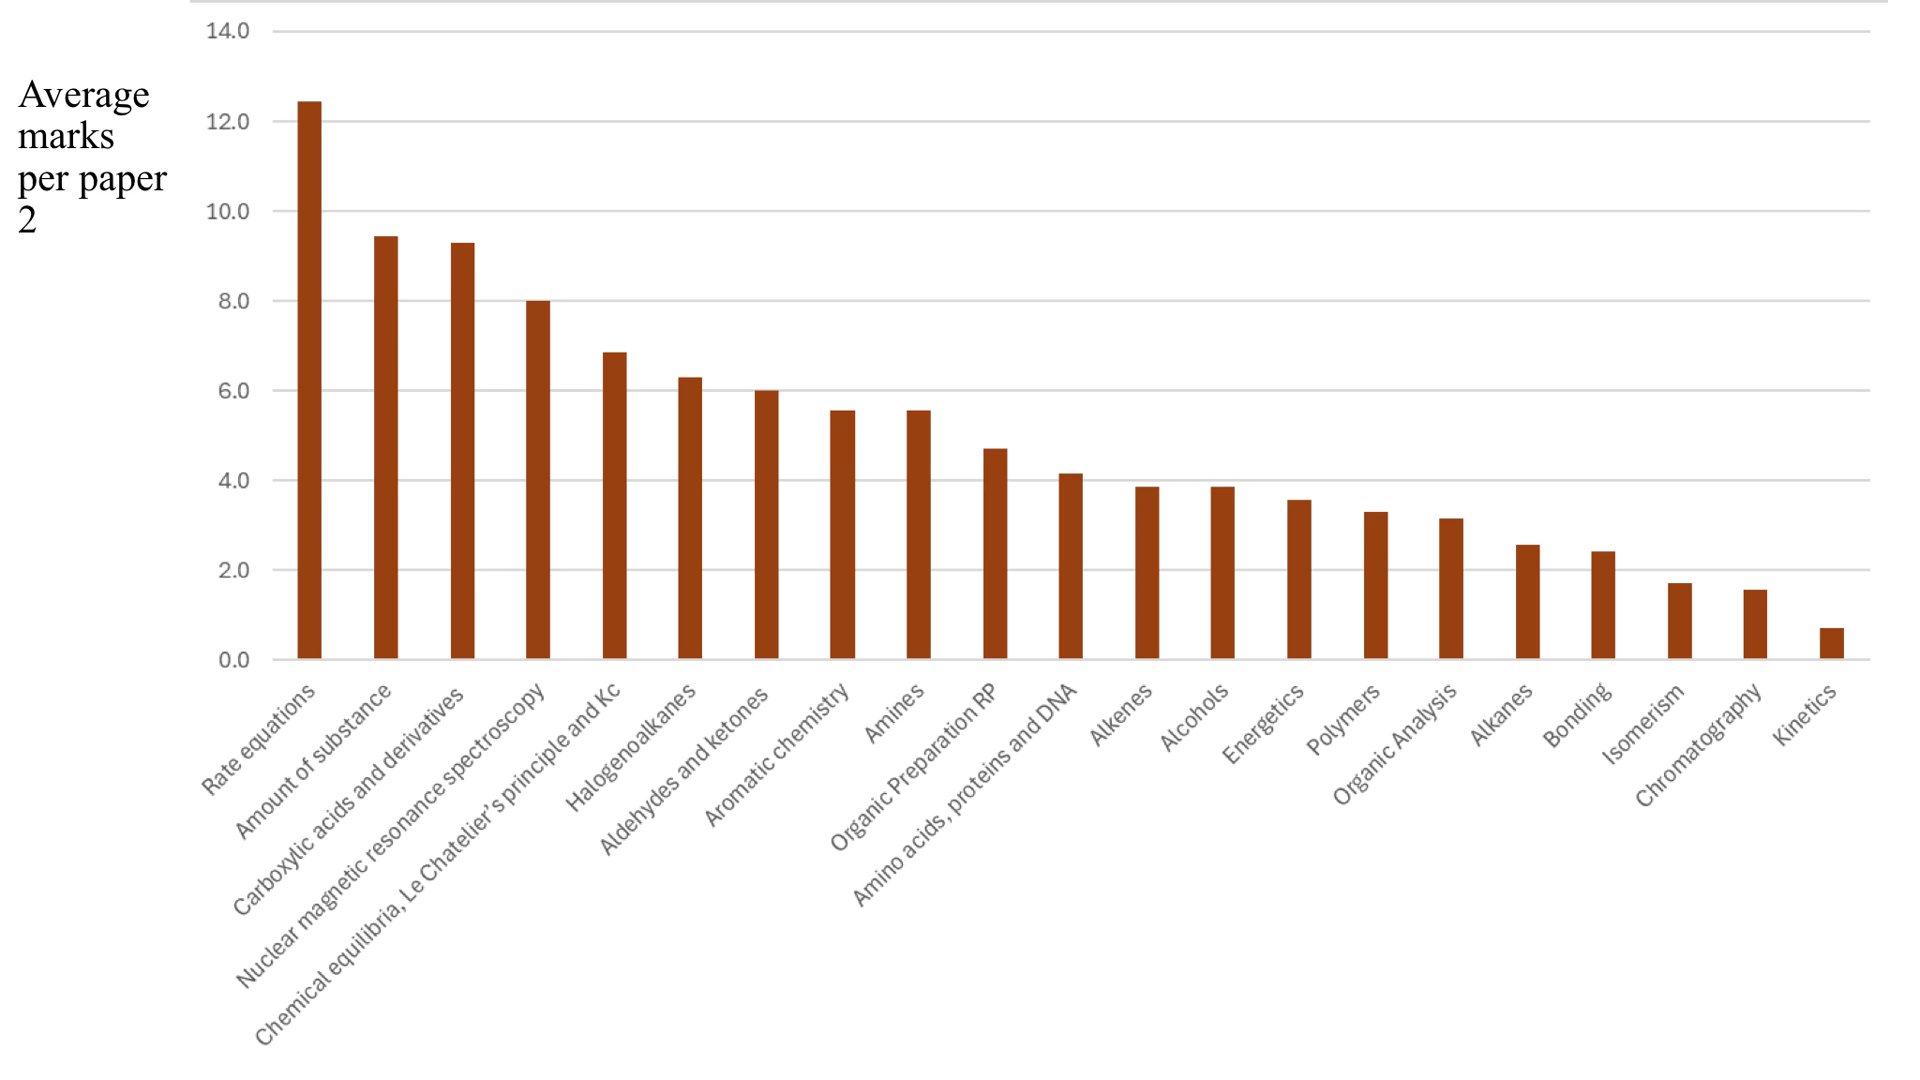 Average
marks
per paper
2
14.0
12.0
10.0
8.0
6.0
4.0
2.0
0.0
Rate equations
Amount of substance
Carboxylic acids and derivatives
Nuclear magnetic resonance spectroscopy
Chemical equilibria, Le Chatelier’s principle and Kc
Halogenoalkanes
Aldehydes and ketones
Aromatic chemistry
Amines
Organic Preparation RP
Amino acids, proteins and DNA
Alkenes
Alcohols
Energetics
Polymers
Organic Analysis
Alkanes
Bonding
Isomerism
Chromatography
Kinetics